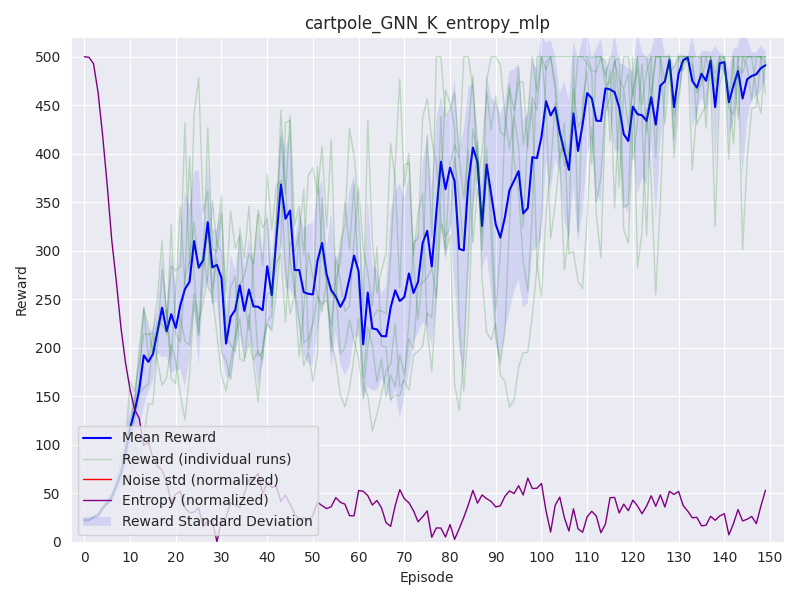 cartpole_GNN_K_entropy_mlp
Reward
500
450
400
350
300
250
200
150
100
50
0
Mean Reward
Reward (individual runs)
Noise std (normalized)
Entropy (normalized)
Reward Standard Deviation
0 10 20 30 40 50 60 70 80 90 100 110 120 130 140 150
Episode